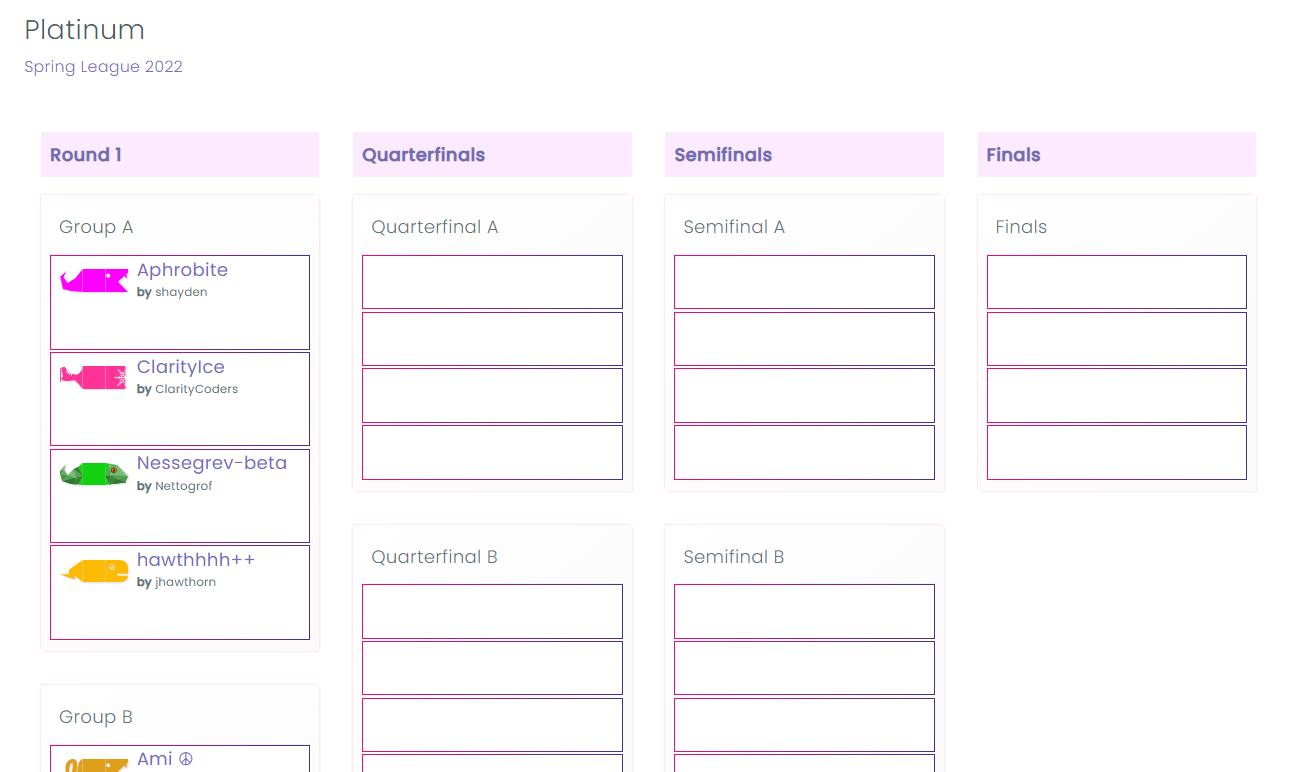 Platinum
Spring League 2022
Round 1
Group A
Aphrobite
by shayden
ClarityIce
by ClarityCoders
Nessegrev-beta
by Nettogrof
hawthhhh++
by jhawthorn
Group B
Ami ☮
Quarterfinals
Quarterfinal A
Quarterfinal B
Semifinals
Semifinal A
Semifinal B
Finals
Finals